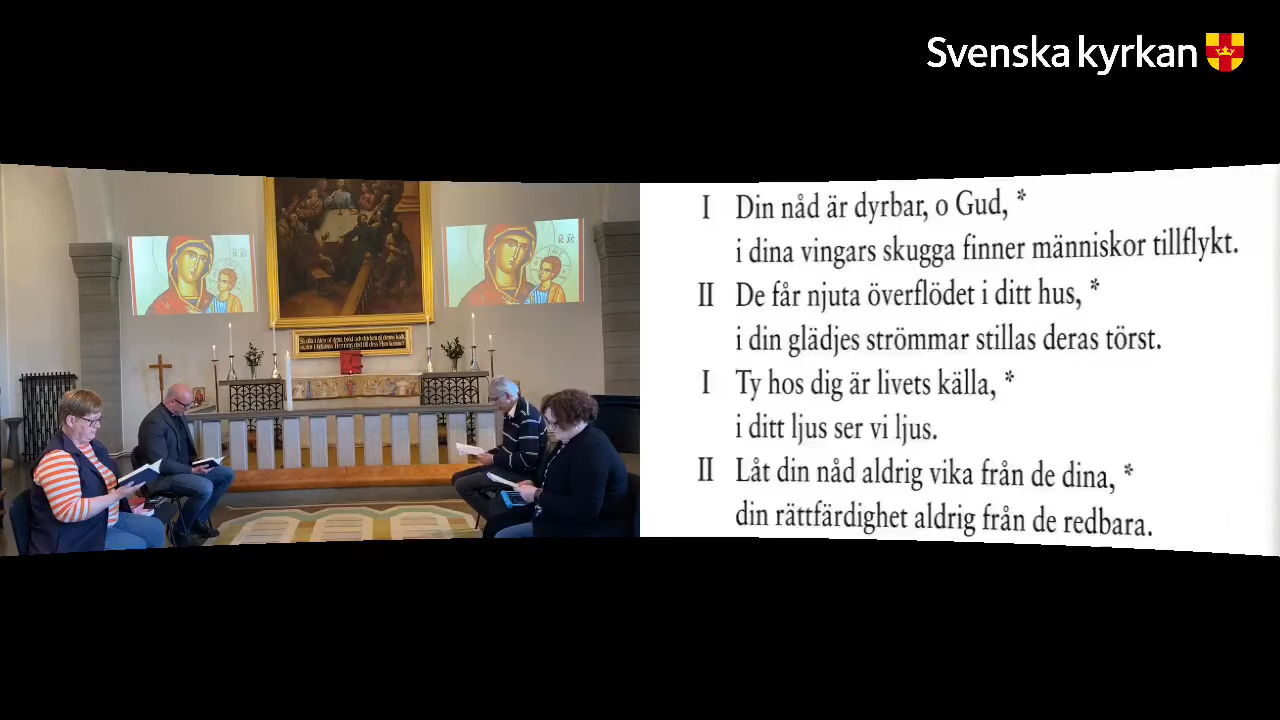 Svenska kyrkan
I Din nåd är dyrbar, o Gud, *
i dina vingars skugga finner människor tillflykt.
II De får njuta överflödet i ditt hus, *
i din glädjes strömmar stillas deras törst.
I Ty hos dig är livets källa, *
i ditt ljus ser vi ljus.
II Låt din nåd aldrig vika från de dina, *
din rättfärdighet aldrig från de redbara.